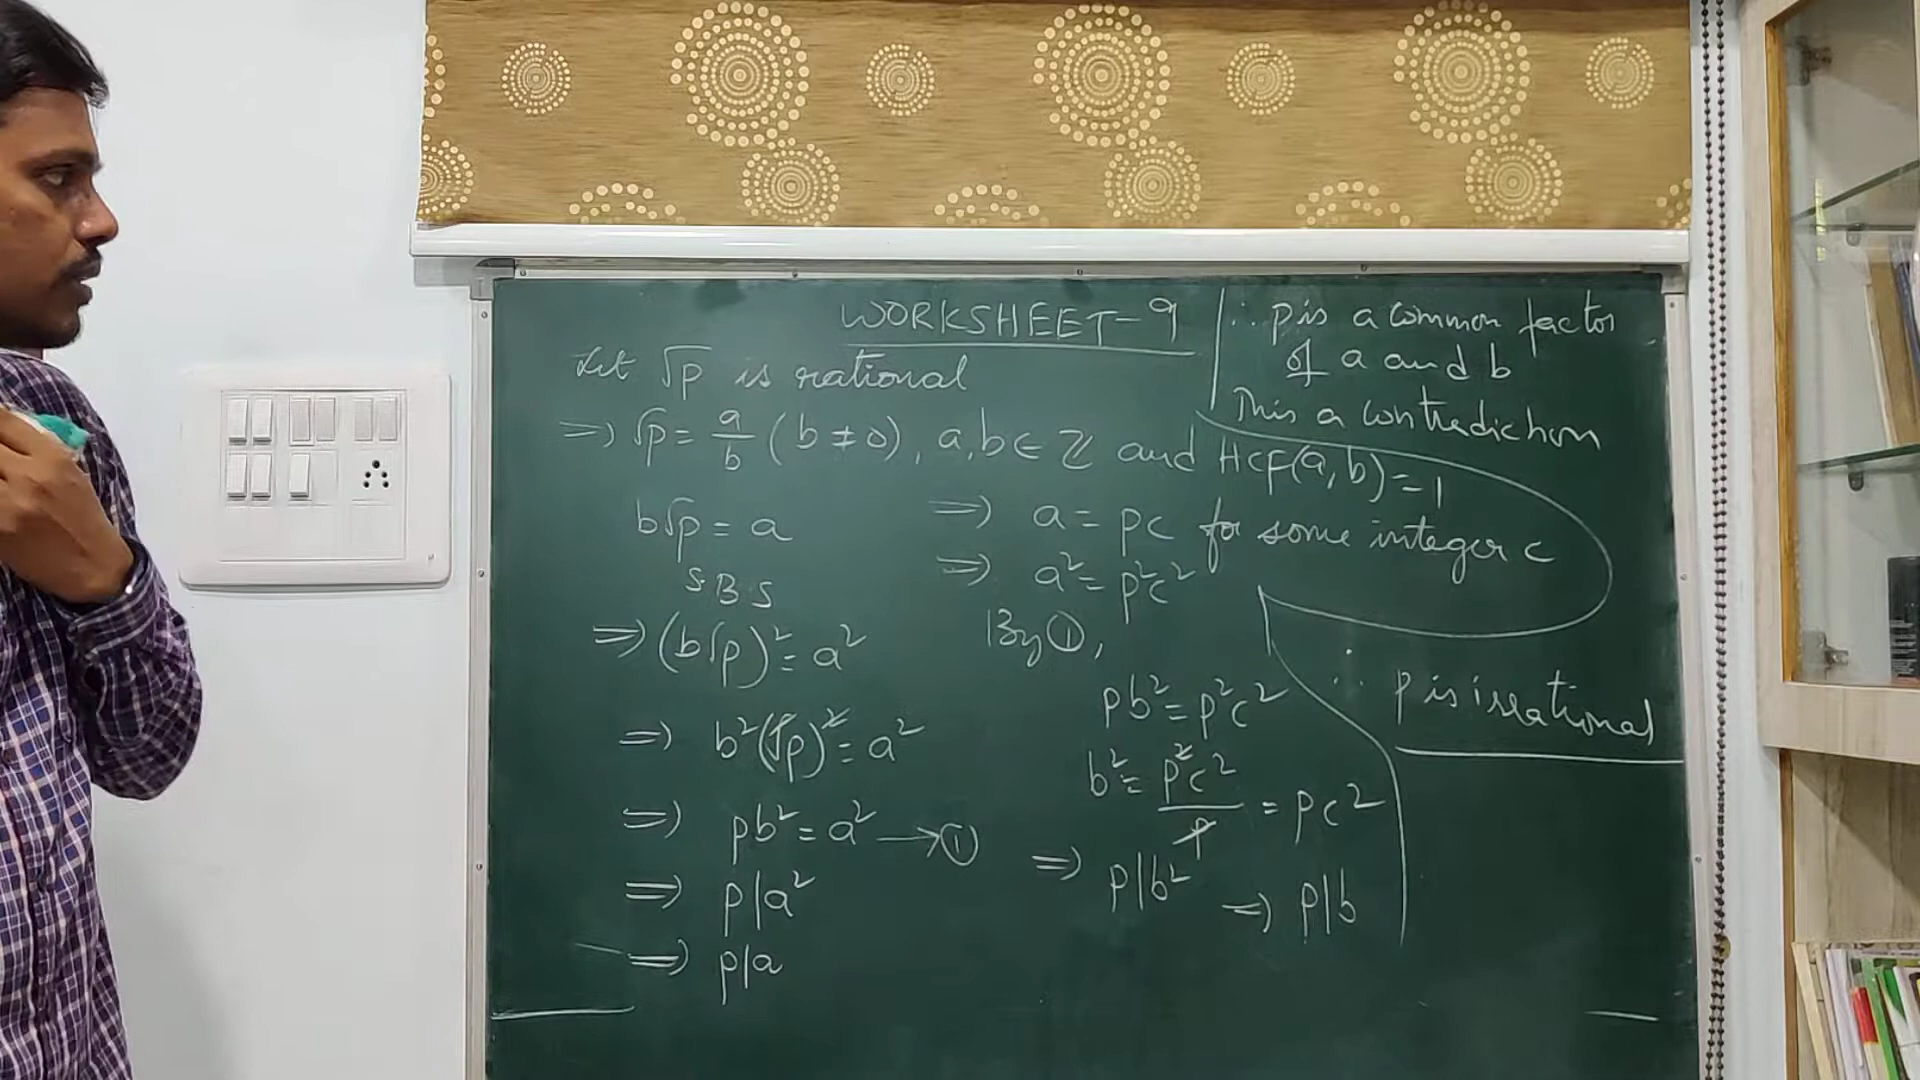 WORKSHEET-9
Let √p is rational
=> √p = a/b (b ≠ 0), a,b ∈ ℤ and HCF(a,b)=1
b√p = a
S.B S
=> (b√p)² = a²
=> b²(√p)² = a²
=> pb² = a² → ①
=> p|a²
=> p|a
=> a = pc for some integer c
=> a² = p²c²
By ①,
pb² = p²c²
b² = p²c²/p = pc²
=> p|b² => p|b
∴ p is a common factor
of a and b
This a contradiction
∴ p is irrational